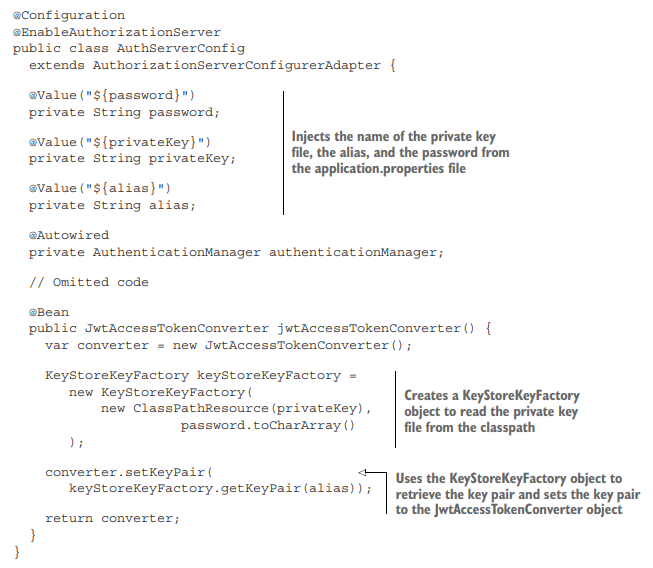 @Configuration
@EnableAuthorizationServer
public class AuthServerConfig
extends AuthorizationServerConfigurerAdapter {
@Value("${password}")
private String password;
@Value("${privateKey}")
private String privateKey;
@Value("${alias}")
private String alias;
Injects the name of the private key
file, the alias, and the password from
the application.properties file
@Autowired
private AuthenticationManager authenticationManager;
// Omitted code
@Bean
public JwtAccessTokenConverter jwtAccessTokenConverter() {
var converter = new JwtAccessTokenConverter();
KeyStoreKeyFactory keyStoreKeyFactory =
new KeyStoreKeyFactory(
new ClassPathResource(privateKey),
password.toCharArray()
);
Creates a KeyStoreKeyFactory
object to read the private key
file from the classpath
converter.setKeyPair(
keyStoreKeyFactory.getKeyPair(alias));
Uses the KeyStoreKeyFactory object to
retrieve the key pair and sets the key pair
to the JwtAccessTokenConverter object
return converter;
}
}